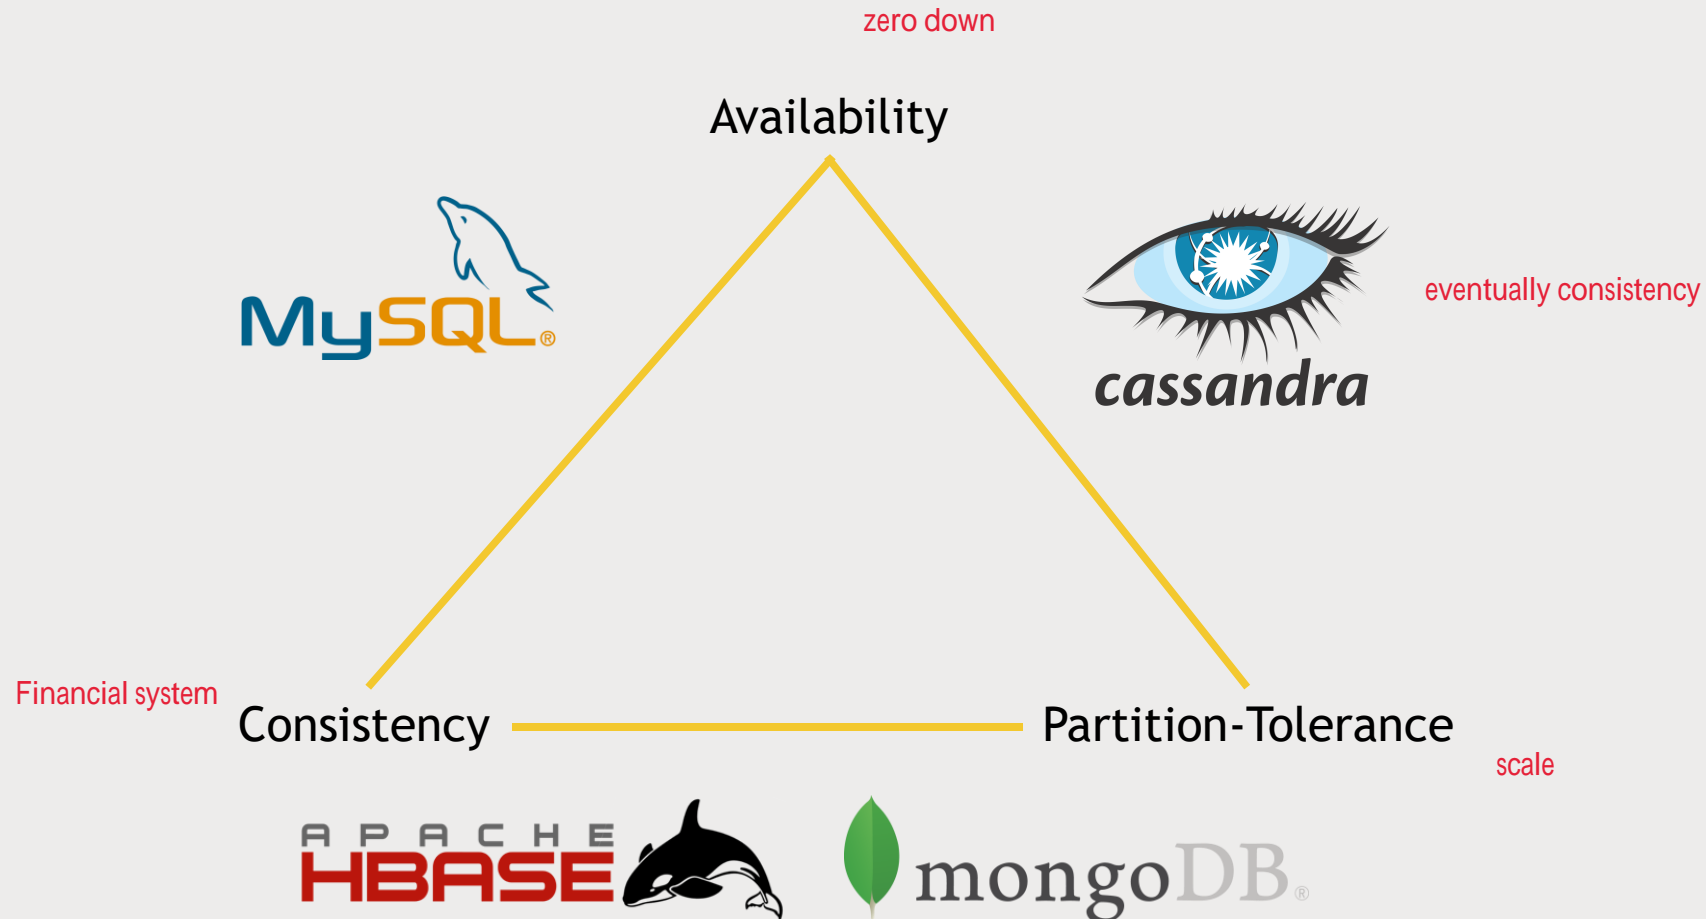 zero down
Availability
MySQL®
cassandra
eventually consistency
Financial system
Consistency
Partition-Tolerance
scale
APACHE
HBASE
mongoDB®